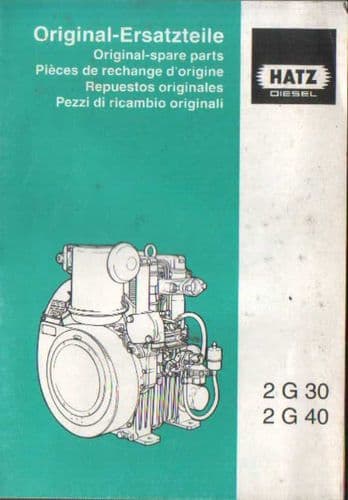 Original-Ersatzteile
Original-spare parts
Pièces de rechange d'origine
Repuestos originales
Pezzi di ricambio originali
HATZ
DIESEL
2 G 30
2 G 40